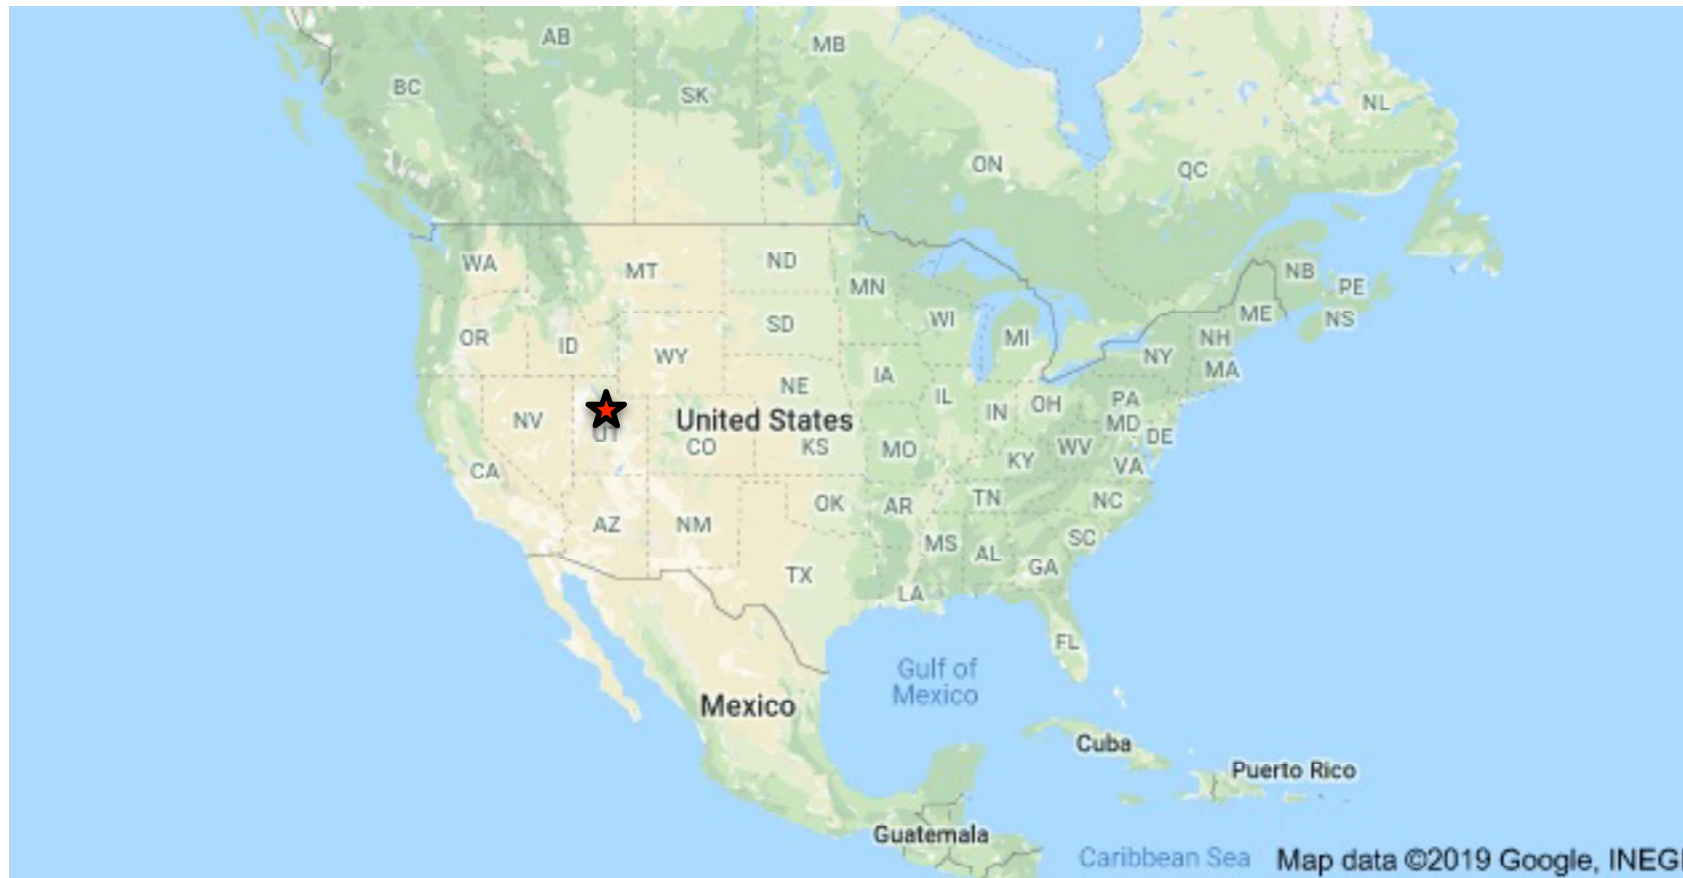 AB
MB
BC
SK
NL
ON
QC
WA
MT
ND
NB
MN
PE
ME
NS
OR
ID
WY
SD
WI
MI
NH
NY
MA
IA
NE
IL
IN
OH
PA
NV
United States
MD
DE
UT
CO
KS
MO
KY
WV
VA
CA
AZ
NM
OK
AR
TN
NC
SC
MS
AL
GA
TX
LA
FL
Gulf of
Mexico
Mexico
Cuba
Puerto Rico
Guatemala
Caribbean Sea
Map data ©2019 Google, INEGI